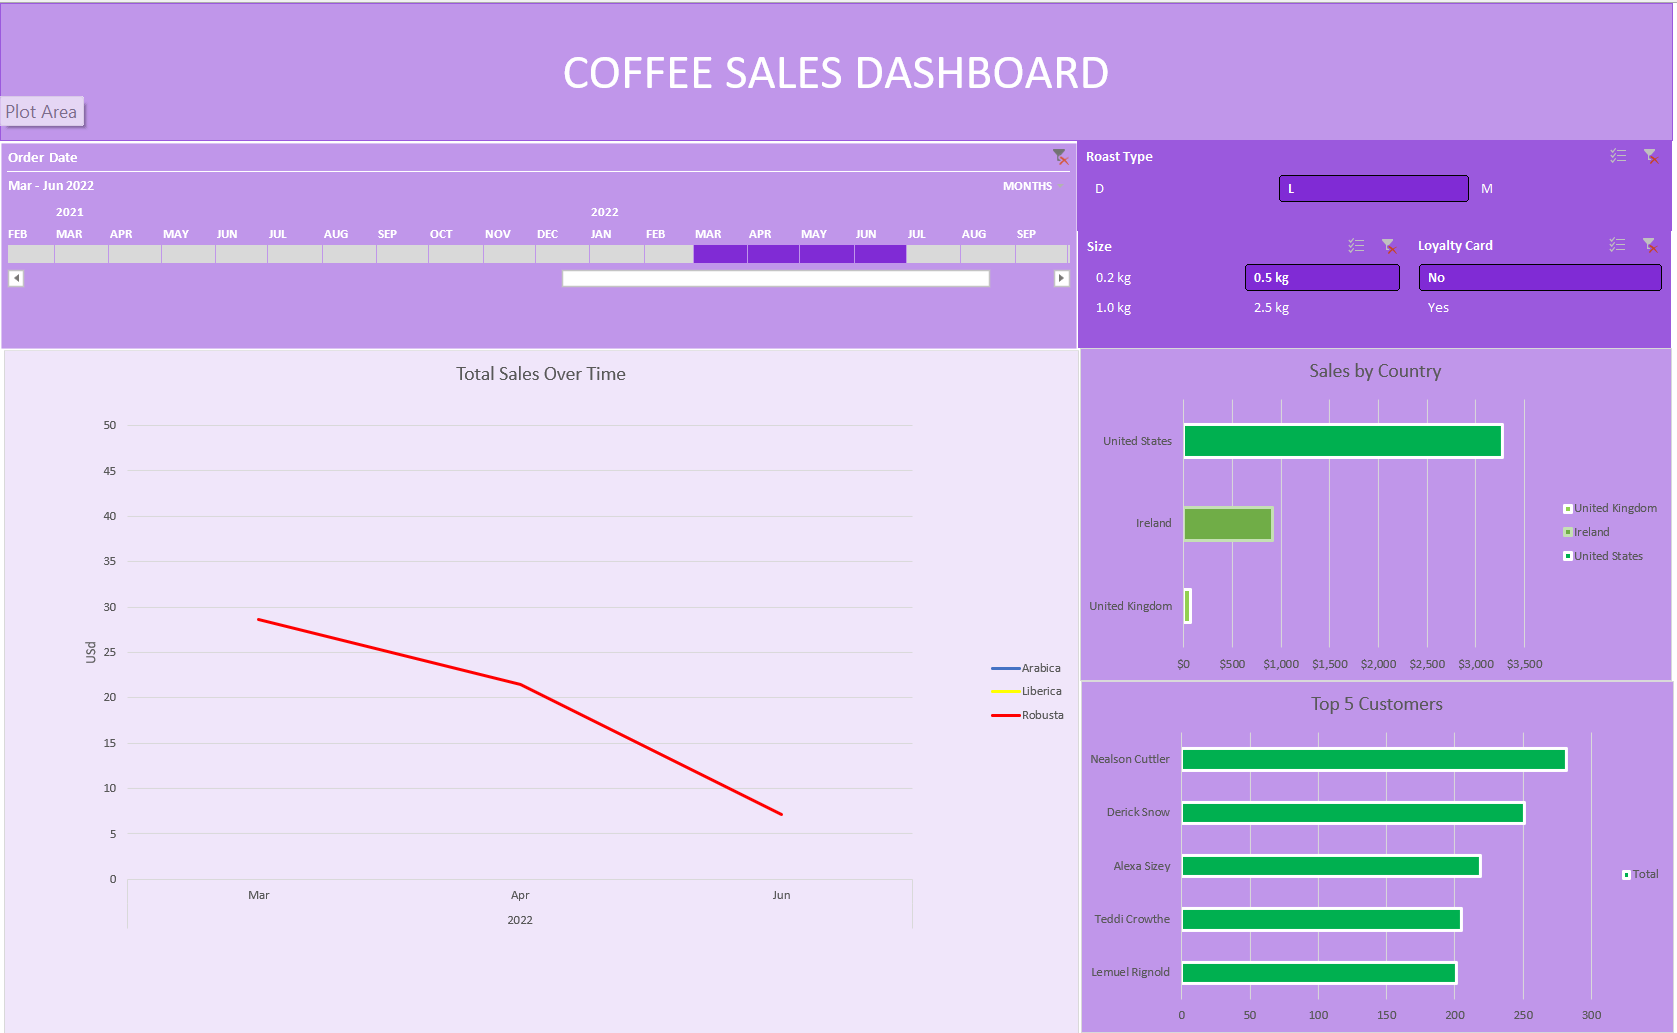 COFFEE SALES DASHBOARD
Plot Area
Order Date
Mar - Jun 2022
MONTHS
2021 2022
FEB MAR APR MAY JUN JUL AUG SEP OCT NOV DEC JAN FEB MAR APR MAY JUN JUL AUG SEP
Roast Type
D L M
Size
0.2 kg 0.5 kg
1.0 kg 2.5 kg
Loyalty Card
No
Yes
Total Sales Over Time
50
45
40
35
30
25
20
15
10
5
0
USd
Mar Apr Jun
2022
Arabica
Liberica
Robusta
Sales by Country
United States
Ireland
United Kingdom
$0 $500 $1,000 $1,500 $2,000 $2,500 $3,000 $3,500
United Kingdom
Ireland
United States
Top 5 Customers
Nealson Cuttler
Derick Snow
Alexa Sizey
Teddi Crowthe
Lemuel Rignold
0 50 100 150 200 250 300
Total